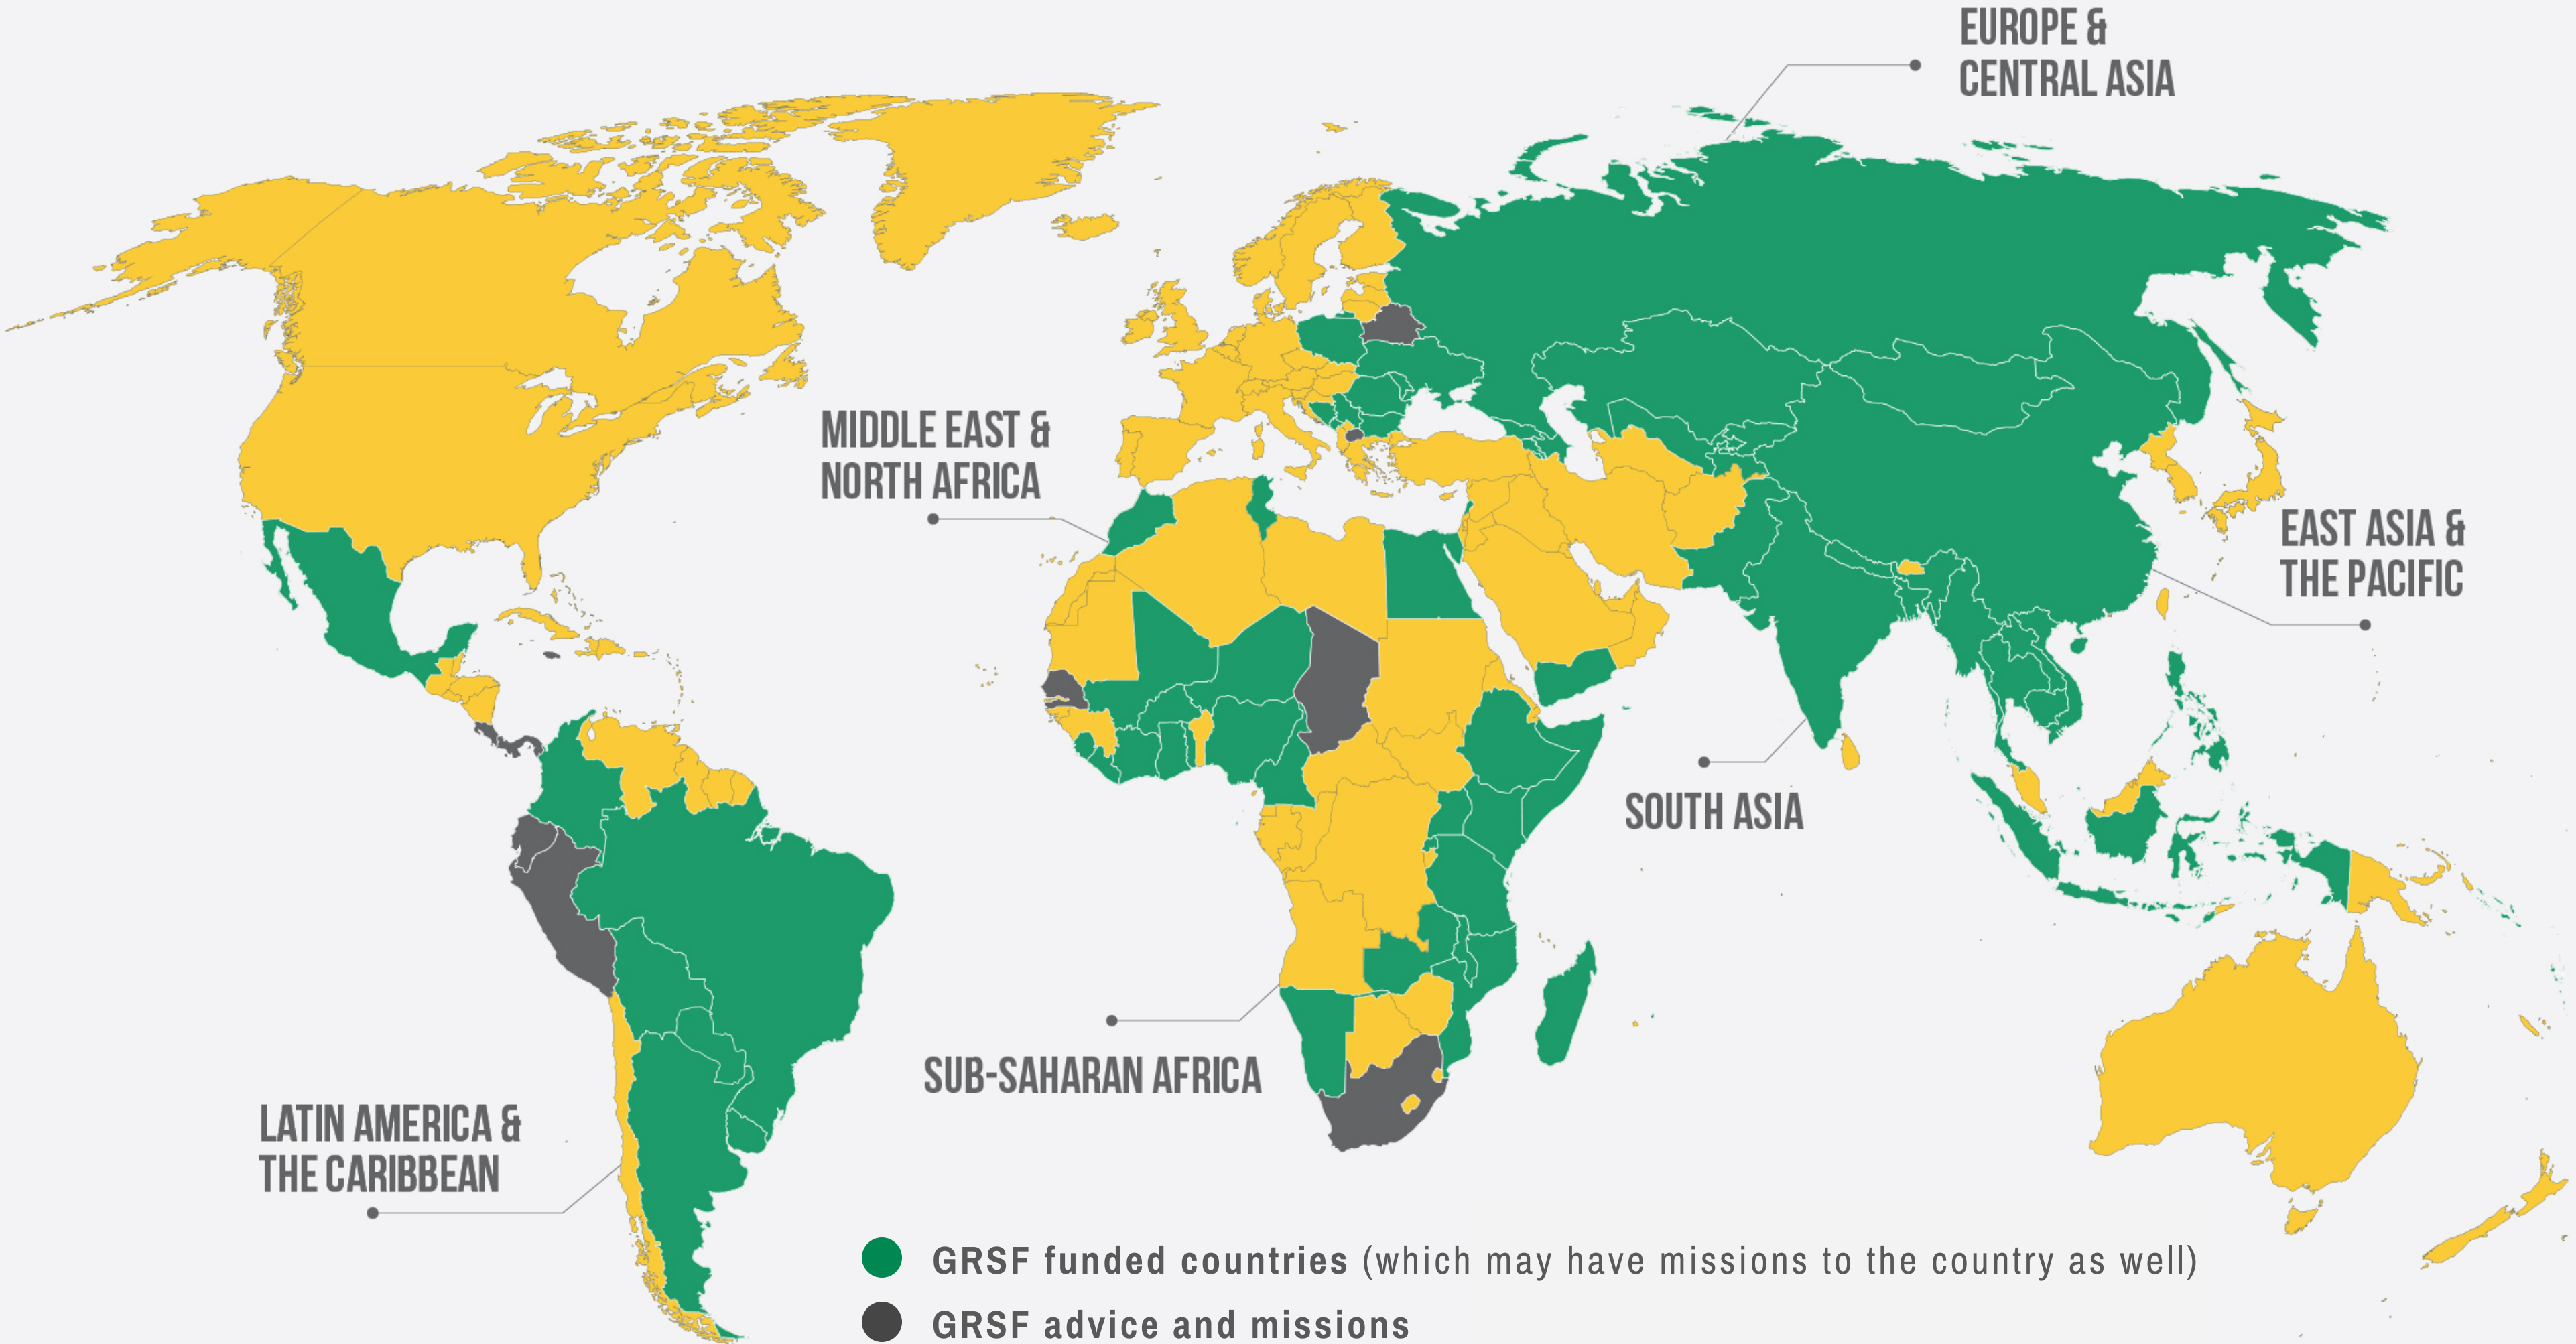 EUROPE &
CENTRAL ASIA
MIDDLE EAST &
NORTH AFRICA
EAST ASIA &
THE PACIFIC
SOUTH ASIA
SUB-SAHARAN AFRICA
LATIN AMERICA &
THE CARIBBEAN
GRSF funded countries (which may have missions to the country as well)
GRSF advice and missions